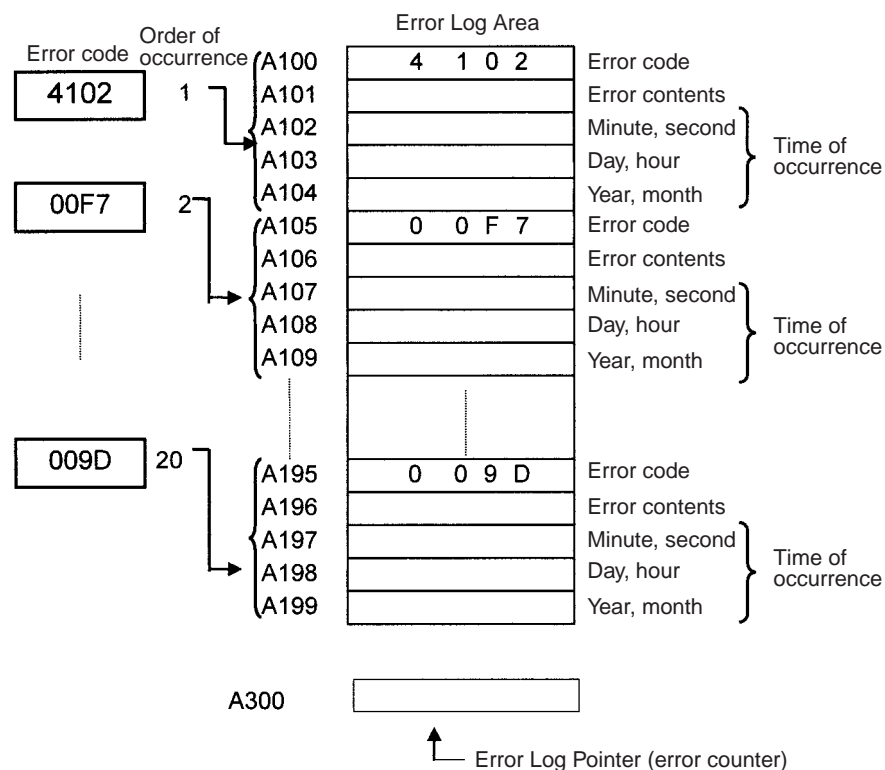 Error Log Area
Error code
Order of
occurrence
4102 1
A100 4 1 0 2 Error code
A101 Error contents
A102 Minute, second
A103 Day, hour
A104 Year, month
Time of
occurrence
00F7 2
A105 0 0 F 7 Error code
A106 Error contents
A107 Minute, second
A108 Day, hour
A109 Year, month
Time of
occurrence
009D 20
A195 0 0 9 D Error code
A196 Error contents
A197 Minute, second
A198 Day, hour
A199 Year, month
Time of
occurrence
A300
Error Log Pointer (error counter)